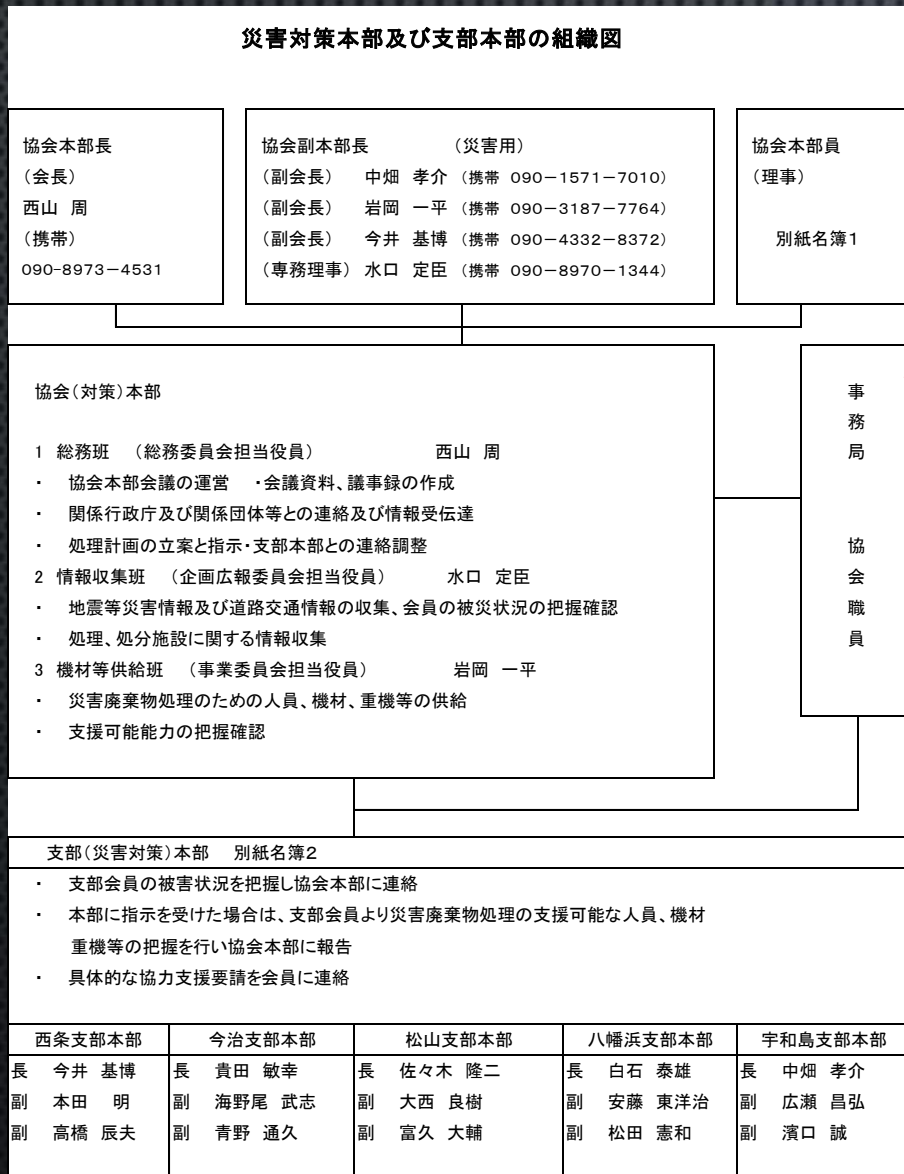 災害対策本部及び支部本部の組織図
協会本部長
（会長）
西山 周
（携帯）
090-8973－4531
協会副本部長 （災害用）
（副会長） 中畑 孝介 （携帯 090－1571－7010）
（副会長） 岩岡 一平 （携帯 090－3187－7764）
（副会長） 今井 基博 （携帯 090－4332－8372）
（専務理事） 水口 定臣 （携帯 090－8970－1344）
協会本部員
（理事）
別紙名簿1
協会（対策）本部
1 総務班 （総務委員会担当役員） 西山 周
・ 協会本部会議の運営 ・会議資料、議事録の作成
・ 関係行政庁及び関係団体等との連絡及び情報受伝達
・ 処理計画の立案と指示・支部本部との連絡調整
2 情報収集班 （企画広報委員会担当役員） 水口 定臣
・ 地震等災害情報及び道路交通情報の収集、会員の被災状況の把握確認
・ 処理、処分施設に関する情報収集
3 機材等供給班 （事業委員会担当役員） 岩岡 一平
・ 災害廃棄物処理のための人員、機材、重機等の供給
・ 支援可能能力の把握確認
事務局 協会職員
支部（災害対策）本部 別紙名簿2
・ 支部会員の被害状況を把握し協会本部に連絡
・ 本部に指示を受けた場合は、支部会員より災害廃棄物処理の支援可能な人員、機材
重機等の把握を行い協会本部に報告
・ 具体的な協力支援要請を会員に連絡
西条支部本部 今治支部本部 松山支部本部 八幡浜支部本部 宇和島支部本部
長 今井 基博 長 貴田 敏幸 長 佐々木 隆二 長 白石 泰雄 長 中畑 孝介
副 本田 明 副 海野尾 武志 副 大西 良樹 副 安藤 東洋治 副 広瀬 昌弘
副 高橋 辰夫 副 青野 通久 副 富久 大輔 副 松田 憲和 副 濱口 誠